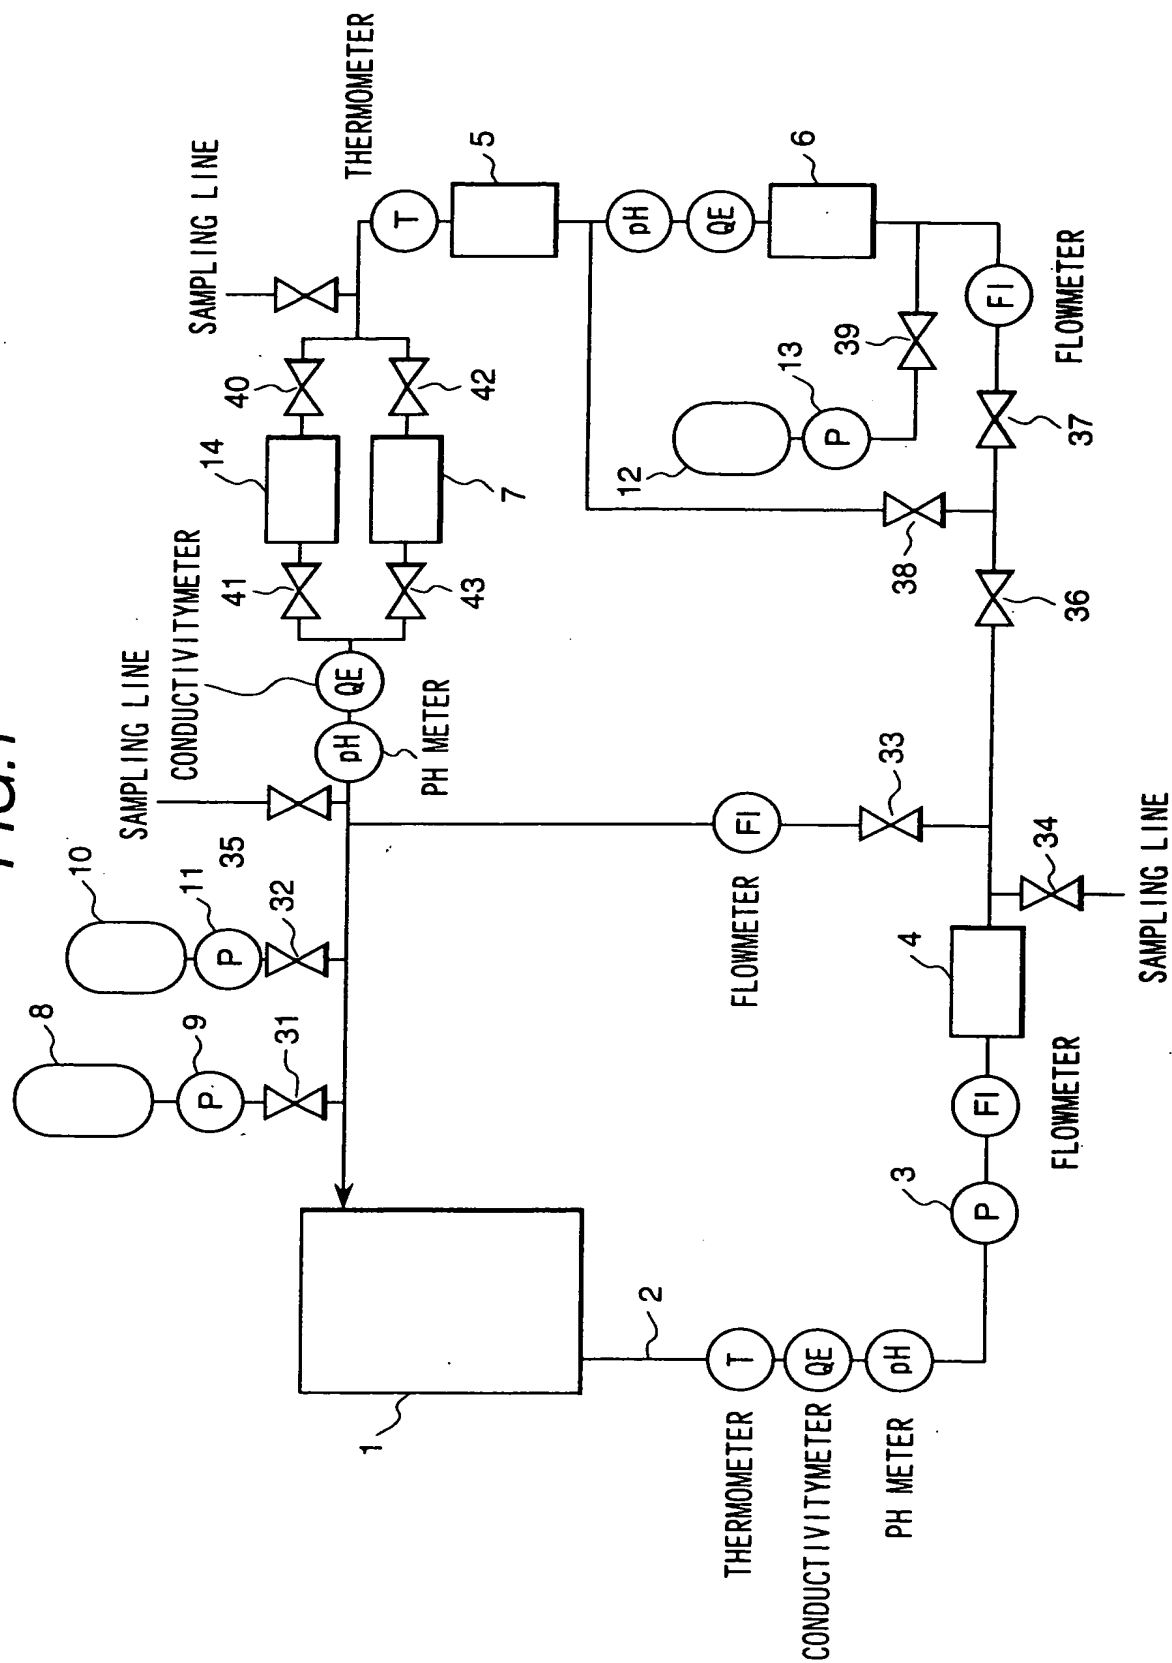 FIG.1
8
10
SAMPLING LINE
CONDUCTIVITYMETER
SAMPLING LINE
9
11
P
P
35
14
41
40
31
32
pH
QE
THERMOMETER
1
T
PH METER
43
42
5
7
12
pH
2
QE
T
THERMOMETER
FI
FLOWMETER
13
6
P
QE
CONDUCTIVITYMETER
39
33
38
pH
PH METER
3
4
P
FI
FI
34
36
37
FLOWMETER
FLOWMETER
SAMPLING LINE